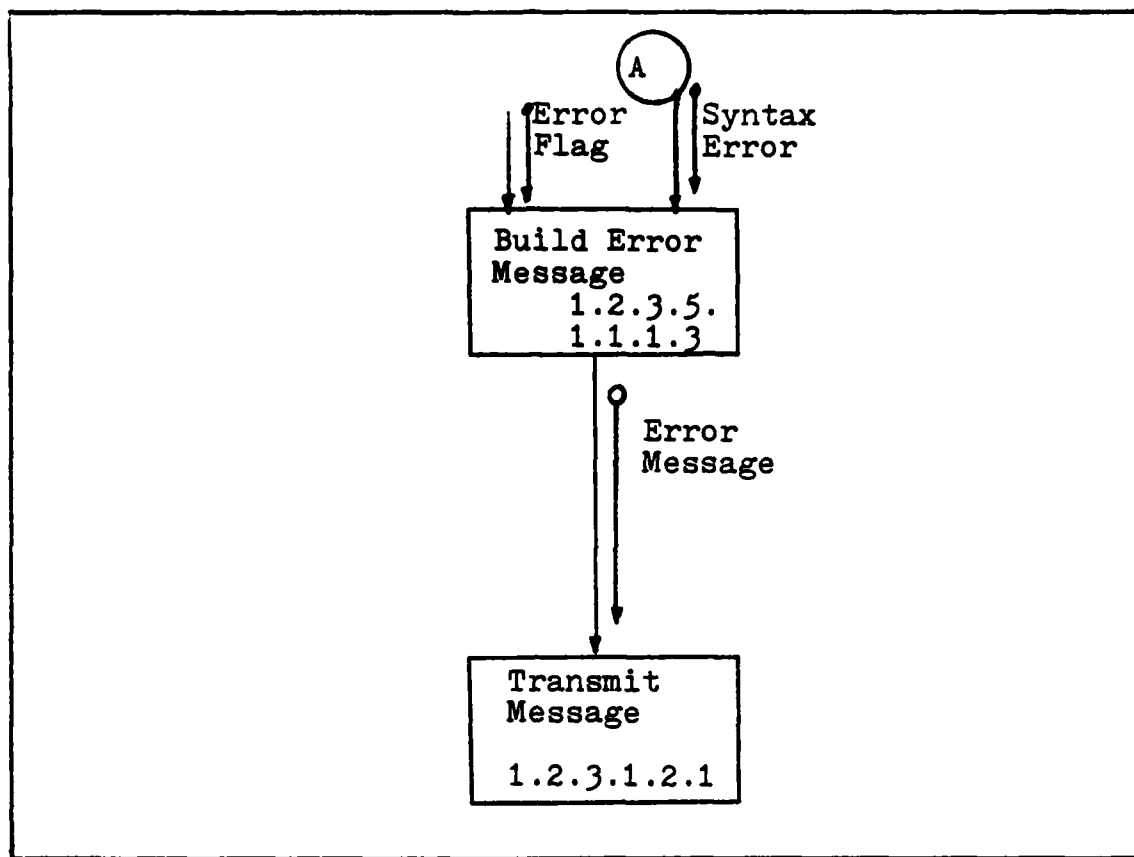 A
Error
Flag
Syntax
Error
Build Error
Message
1.2.3.5.
1.1.1.3
Error
Message
Transmit
Message
1.2.3.1.2.1